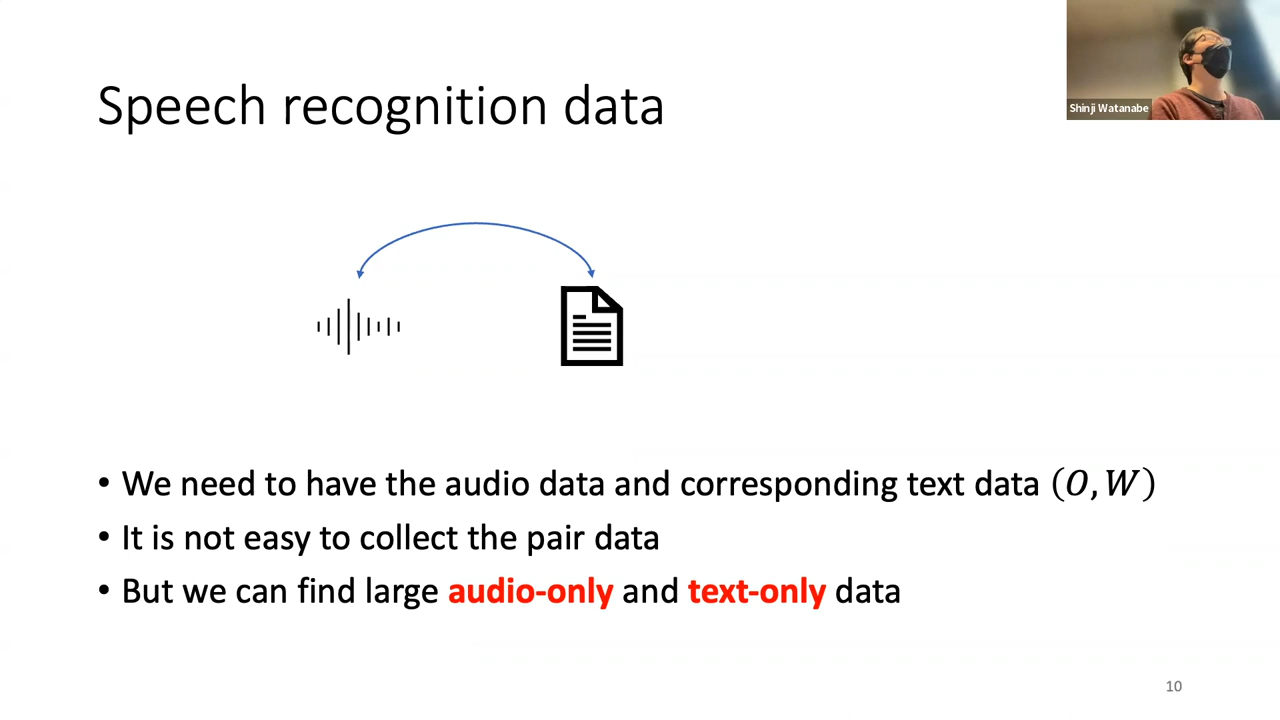 Shinji Watanabe
Speech recognition data
• We need to have the audio data and corresponding text data (O, W)
• It is not easy to collect the pair data
• But we can find large audio-only and text-only data
10